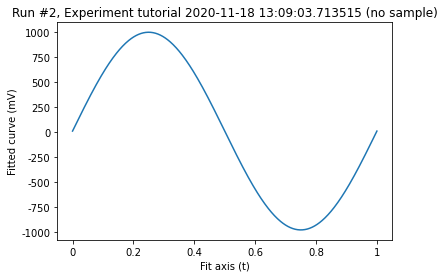 Run #2, Experiment tutorial 2020-11-18 13:09:03.713515 (no sample)
Fitted curve (mV)
1000
750
500
250
0
-250
-500
-750
-1000
0 0.2 0.4 0.6 0.8 1
Fit axis (t)